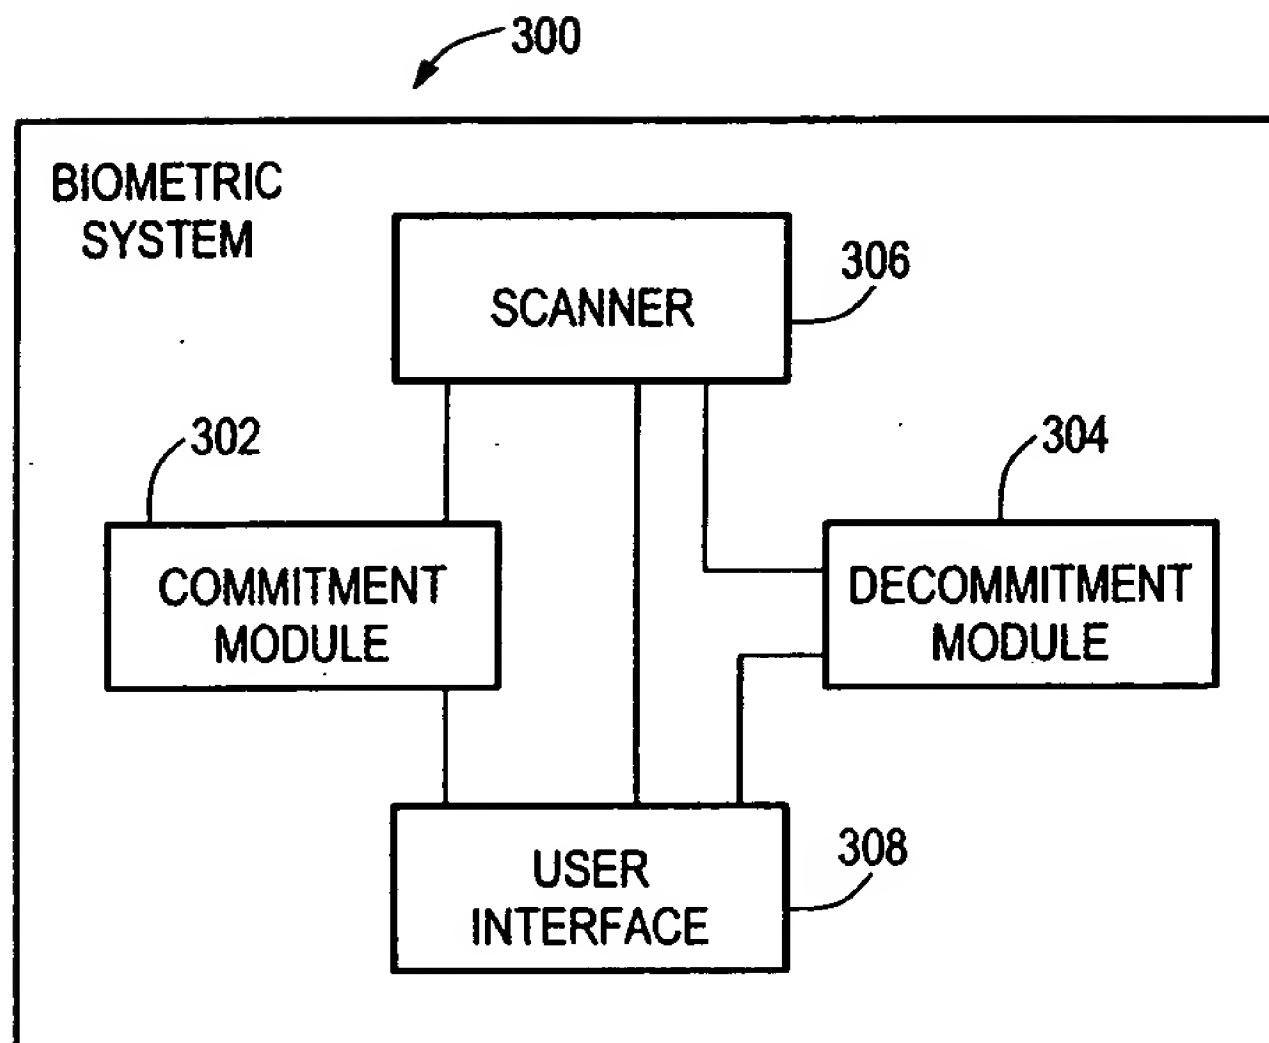 300
BIOMETRIC
SYSTEM
SCANNER
306
302
304
COMMITMENT
MODULE
DECOMMITMENT
MODULE
USER
INTERFACE
308